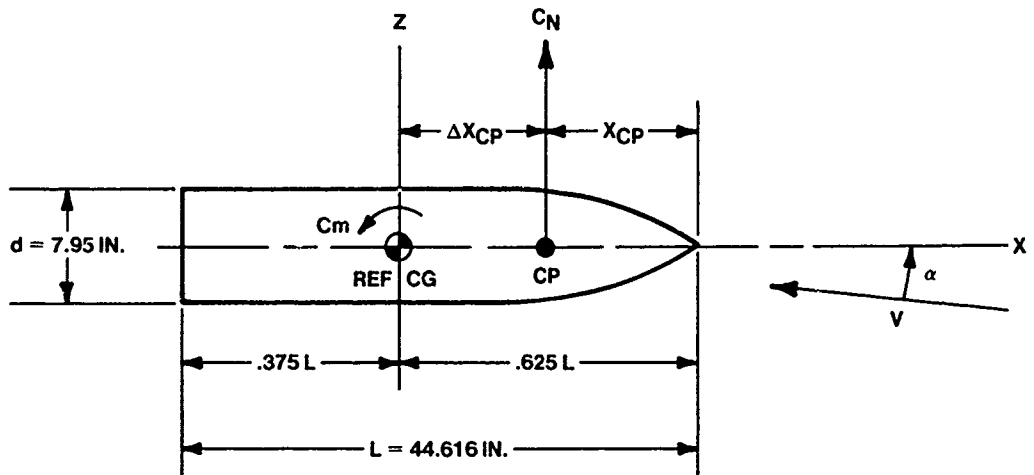 Z
C_N
ΔX_CP
X_CP
Cm
d = 7.95 IN.
REF CG
CP
X
α
V
.375 L
.625 L
L = 44.616 IN.